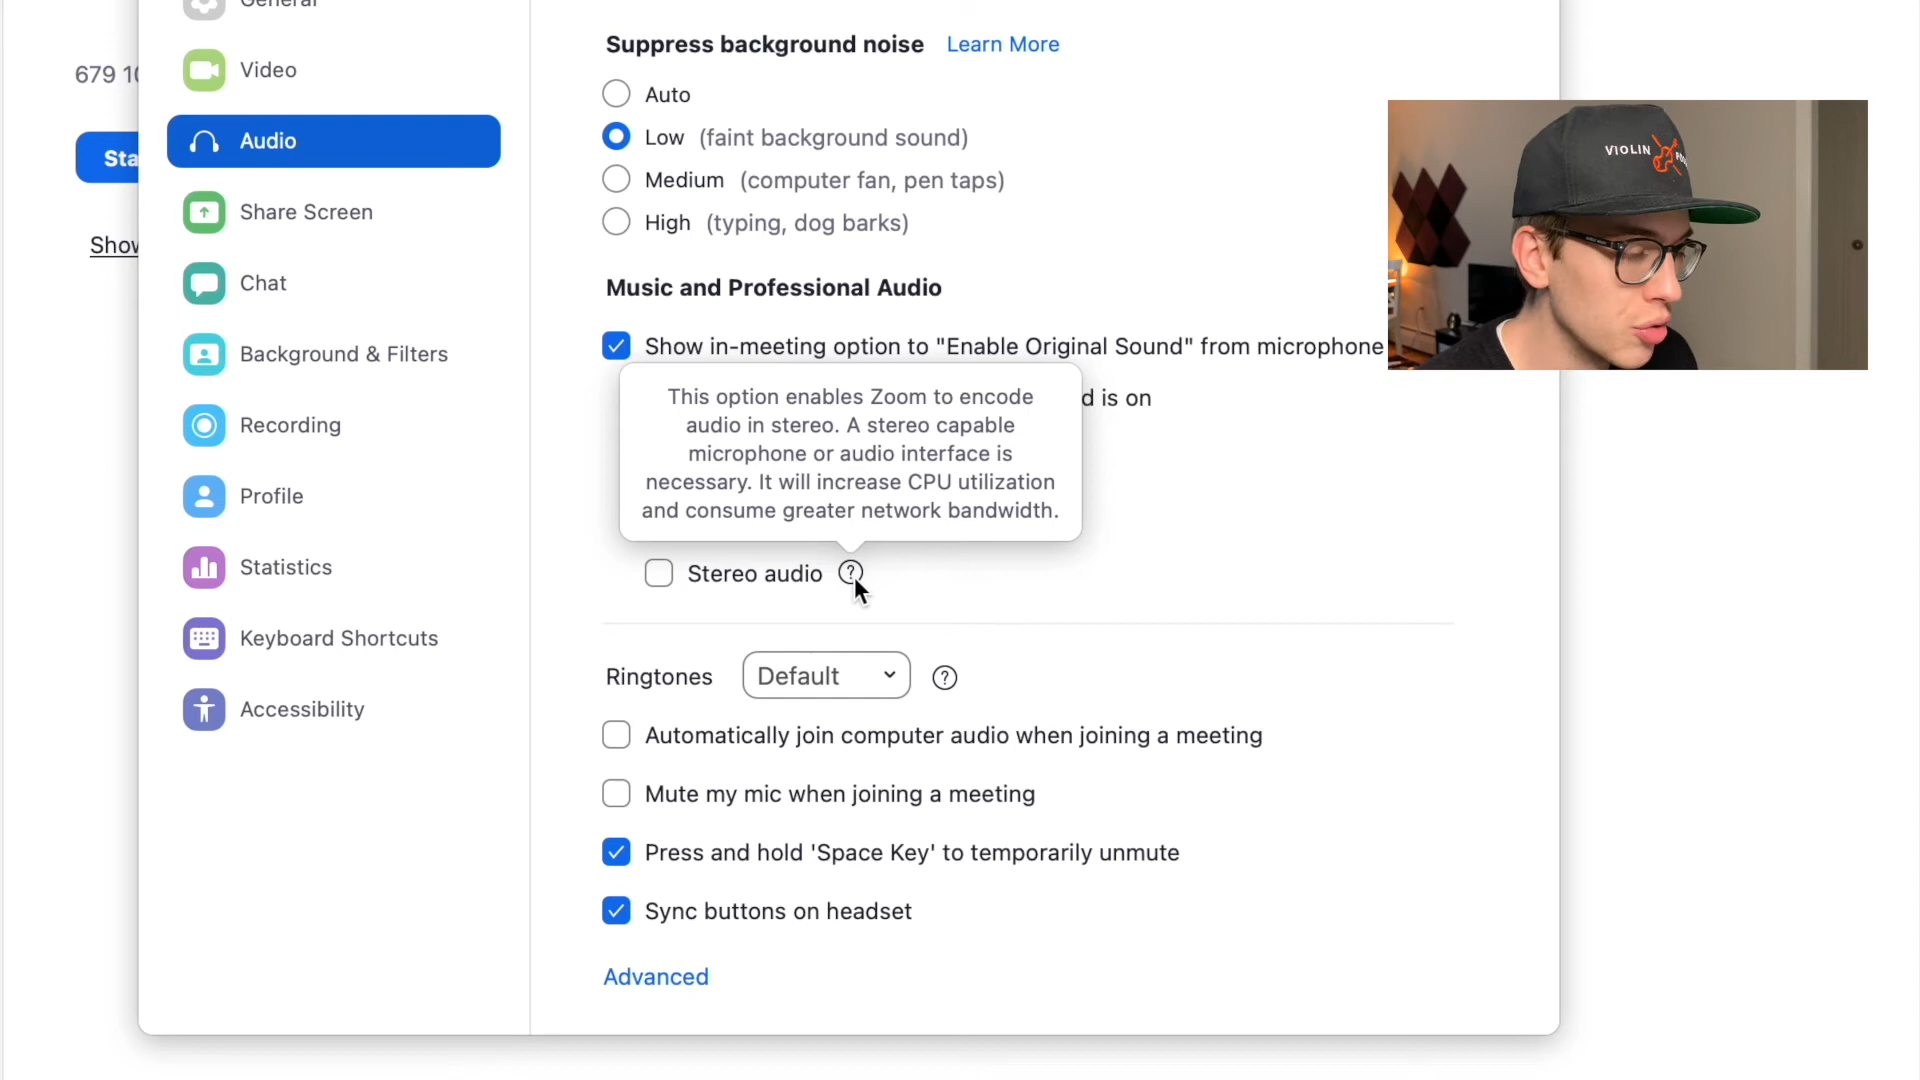 General
Video
Audio
Share Screen
Chat
Background & Filters
Recording
Profile
Statistics
Keyboard Shortcuts
Accessibility
679 10
Sta
Show
Suppress background noise Learn More
Auto
Low (faint background sound)
Medium (computer fan, pen taps)
High (typing, dog barks)
Music and Professional Audio
Show in-meeting option to "Enable Original Sound" from microphone
d is on
This option enables Zoom to encode
audio in stereo. A stereo capable
microphone or audio interface is
necessary. It will increase CPU utilization
and consume greater network bandwidth.
Stereo audio ?
Ringtones Default ?
Automatically join computer audio when joining a meeting
Mute my mic when joining a meeting
Press and hold 'Space Key' to temporarily unmute
Sync buttons on headset
Advanced
VIOLIN